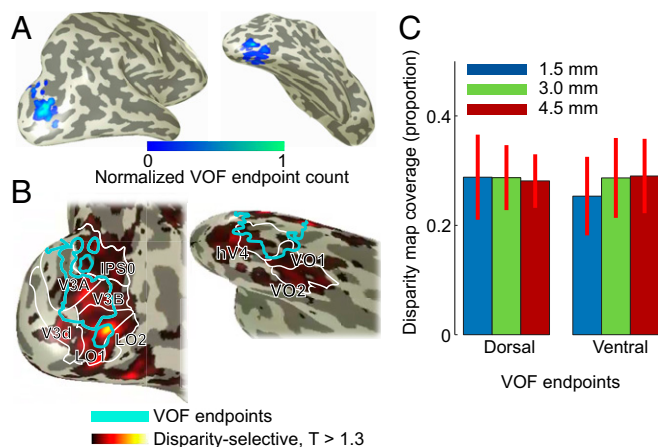 A
0 1
Normalized VOF endpoint count
B
IPS0
V3A
V3B
V3d
LO2
LO1
hV4
VO1
VO2
VOF endpoints
Disparity-selective, T > 1.3
C
Disparity map coverage (proportion)
1.5 mm
3.0 mm
4.5 mm
0.4
0.2
0
Dorsal Ventral
VOF endpoints